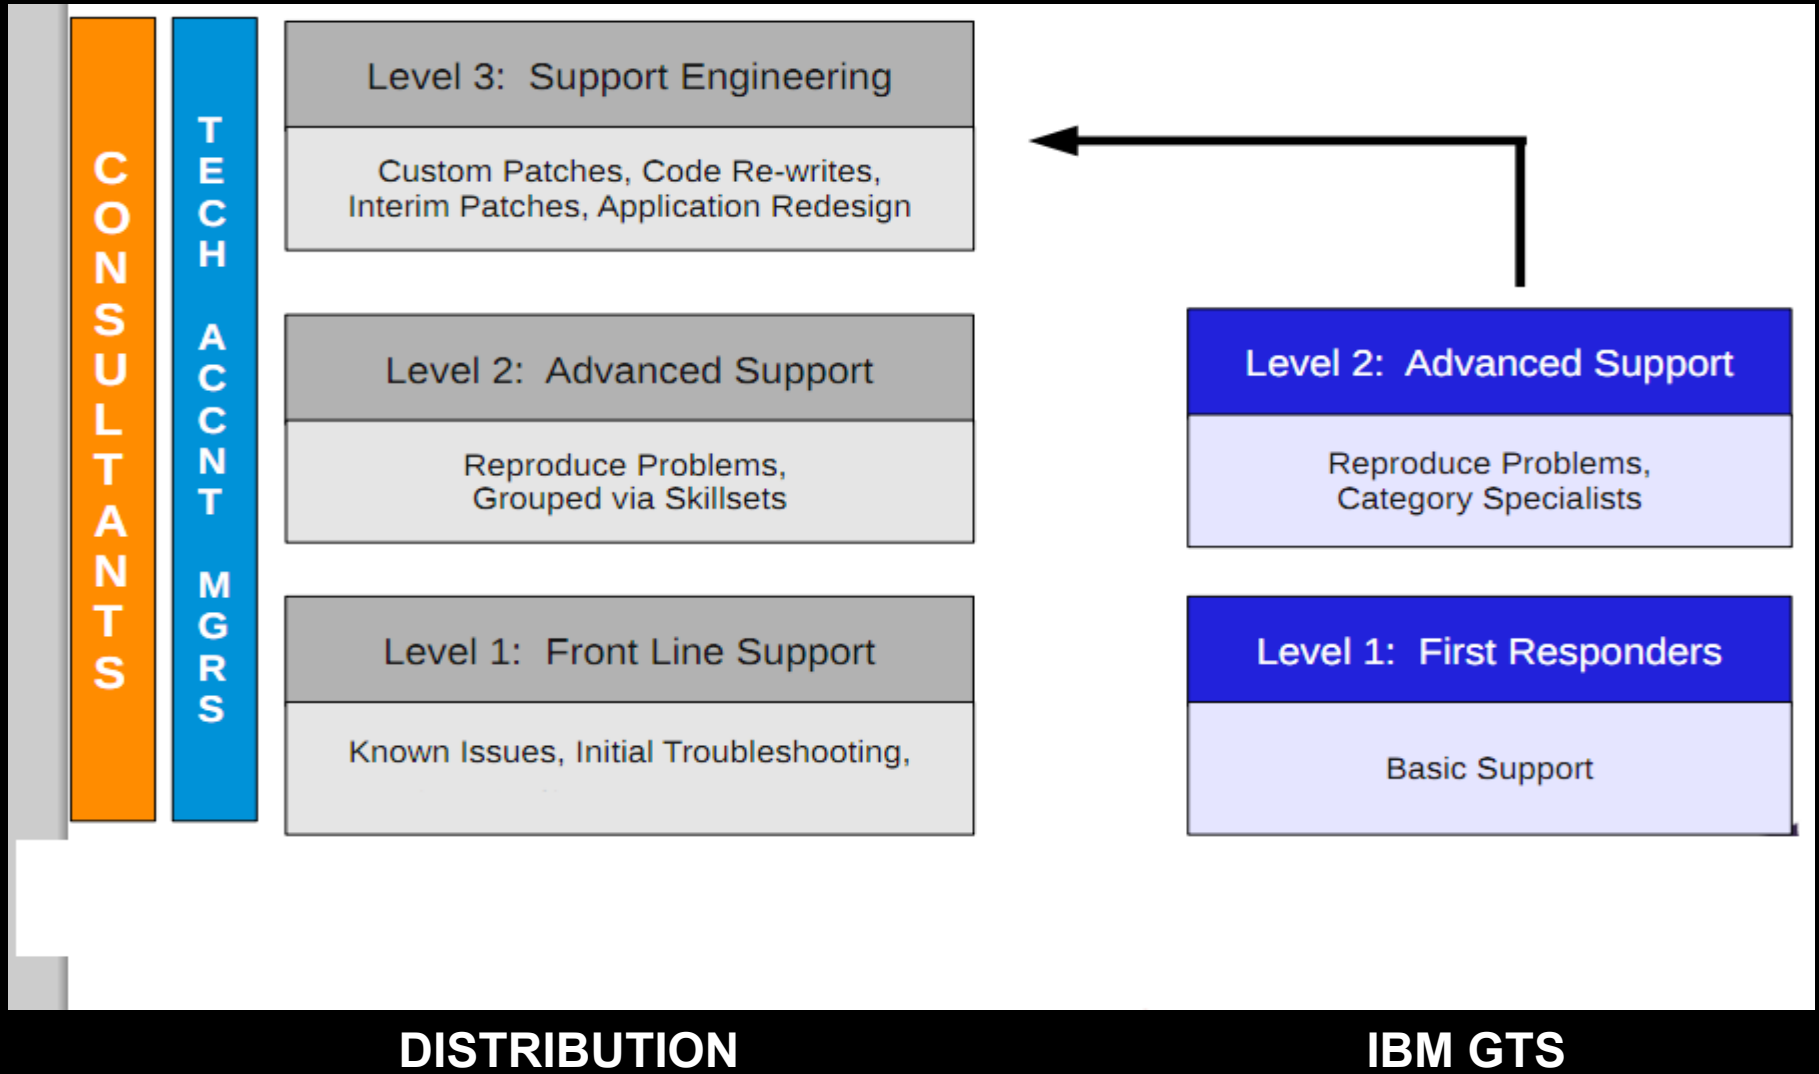 CONSULTANTS
TECH ACCNT MGRS
Level 3: Support Engineering
Custom Patches, Code Re-writes,
Interim Patches, Application Redesign
Level 2: Advanced Support
Reproduce Problems,
Grouped via Skillsets
Level 1: Front Line Support
Known Issues, Initial Troubleshooting,
Level 2: Advanced Support
Reproduce Problems,
Category Specialists
Level 1: First Responders
Basic Support
DISTRIBUTION
IBM GTS